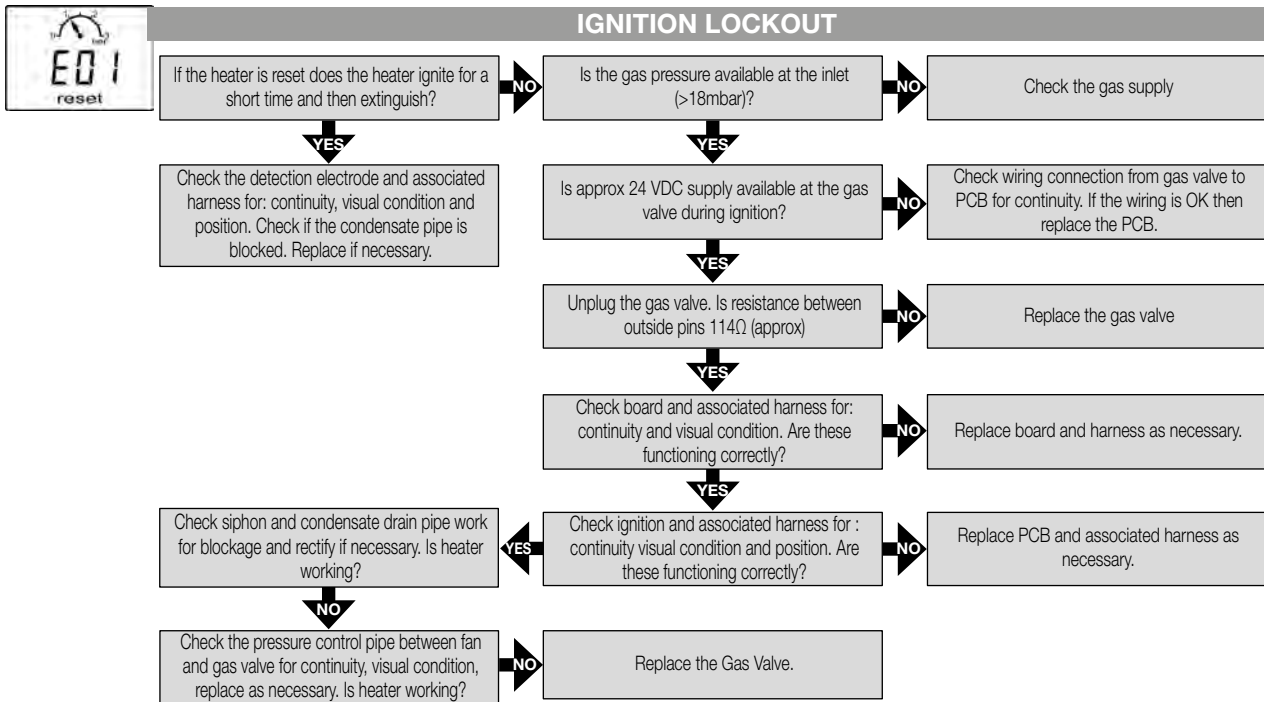 IGNITION LOCKOUT
E01
reset
If the heater is reset does the heater ignite for a
short time and then extinguish?
NO
Is the gas pressure available at the inlet
(>18mbar)?
NO
Check the gas supply
YES
YES
Check the detection electrode and associated
harness for: continuity, visual condition and
position. Check if the condensate pipe is
blocked. Replace if necessary.
Is approx 24 VDC supply available at the gas
valve during ignition?
NO
Check wiring connection from gas valve to
PCB for continuity. If the wiring is OK then
replace the PCB.
YES
Unplug the gas valve. Is resistance between
outside pins 114Ω (approx)
NO
Replace the gas valve
YES
Check board and associated harness for:
continuity and visual condition. Are these
functioning correctly?
NO
Replace board and harness as necessary.
YES
Check ignition and associated harness for :
continuity visual condition and position. Are
these functioning correctly?
NO
Replace PCB and associated harness as
necessary.
YES
Check siphon and condensate drain pipe work
for blockage and rectify if necessary. Is heater
working?
NO
Check the pressure control pipe between fan
and gas valve for continuity, visual condition,
replace as necessary. Is heater working?
NO
Replace the Gas Valve.